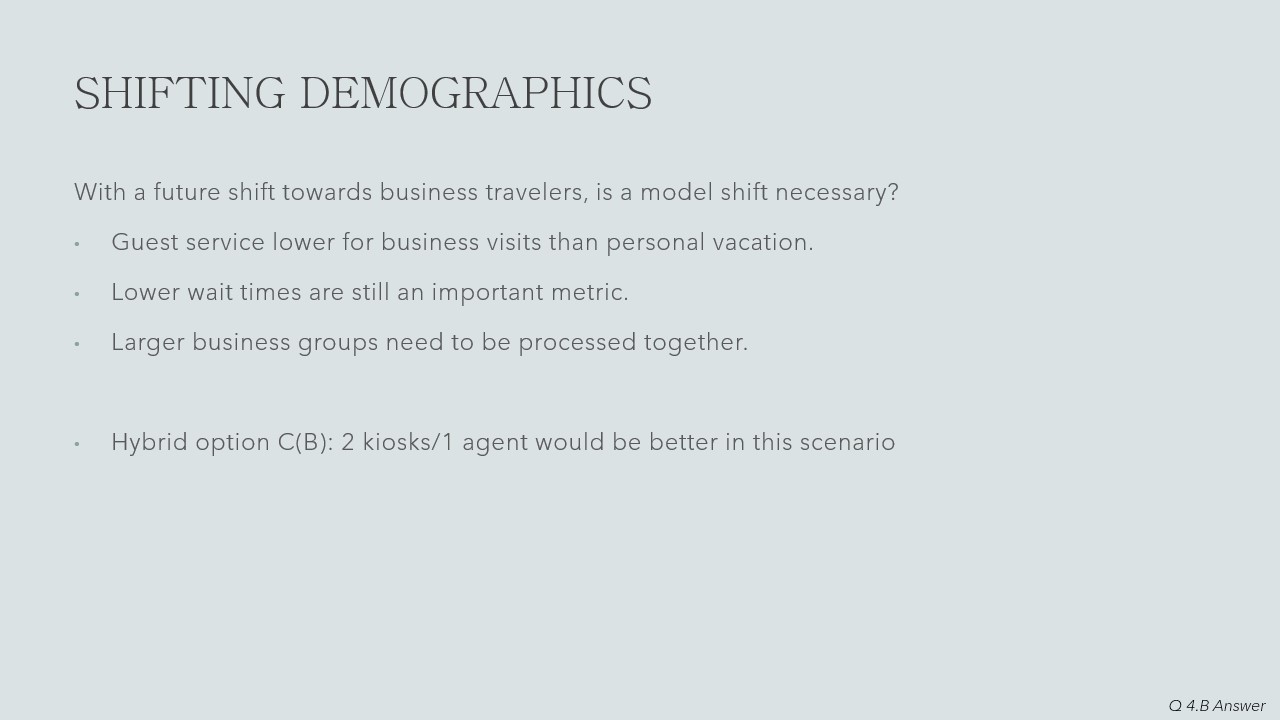 SHIFTING DEMOGRAPHICS
With a future shift towards business travelers, is a model shift necessary?
• Guest service lower for business visits than personal vacation.
• Lower wait times are still an important metric.
• Larger business groups need to be processed together.
• Hybrid option C(B): 2 kiosks/1 agent would be better in this scenario
Q 4.B Answer